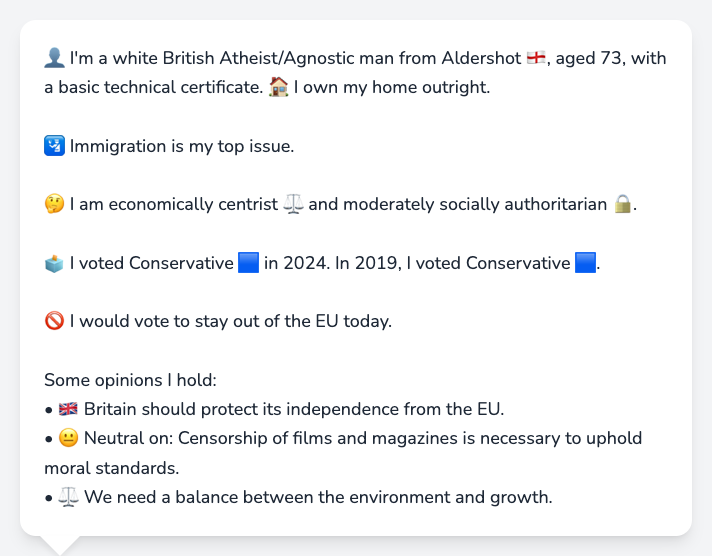 👤 I'm a white British Atheist/Agnostic man from Aldershot 🏴󠁧󠁢󠁥󠁮󠁧󠁿, aged 73, with
a basic technical certificate. 🏠 I own my home outright.
🛂 Immigration is my top issue.
🤔 I am economically centrist ⚖️ and moderately socially authoritarian 🔒.
🗳️ I voted Conservative 🟦 in 2024. In 2019, I voted Conservative 🟦.
🚫 I would vote to stay out of the EU today.
Some opinions I hold:
• 🇬🇧 Britain should protect its independence from the EU.
• 😐 Neutral on: Censorship of films and magazines is necessary to uphold
moral standards.
• ⚖️ We need a balance between the environment and growth.